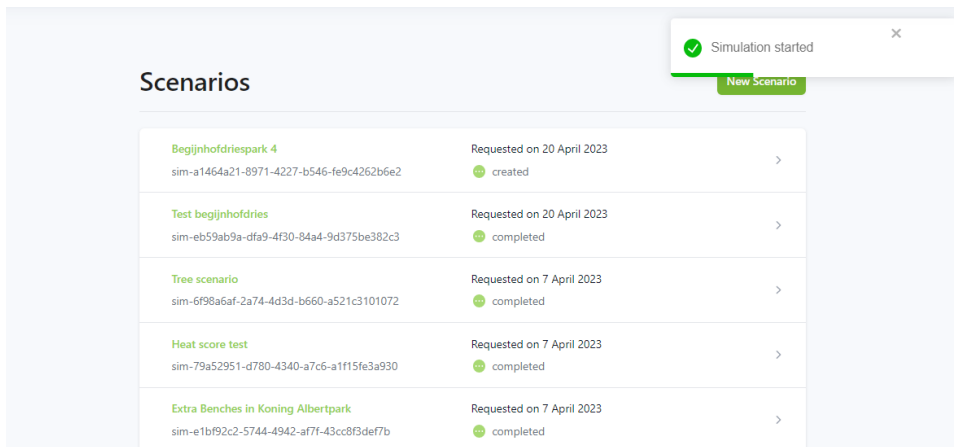 Simulation started
Scenarios
New Scenario
Begijnhofdriespark 4
Requested on 20 April 2023
sim-a1464a21-8971-4227-b546-fe9c4262b6e2
created
Test begijnhofdries
Requested on 20 April 2023
sim-eb59ab9a-dfa9-4f30-84a4-9d375be382c3
completed
Tree scenario
Requested on 7 April 2023
sim-6f98a6af-2a74-4d3d-b660-a521c3101072
completed
Heat score test
Requested on 7 April 2023
sim-79a52951-d780-4340-a7c6-a1f15fe3a930
completed
Extra Benches in Koning Albertpark
Requested on 7 April 2023
sim-e1bf92c2-5744-4942-af7f-43cc8f3def7b
completed